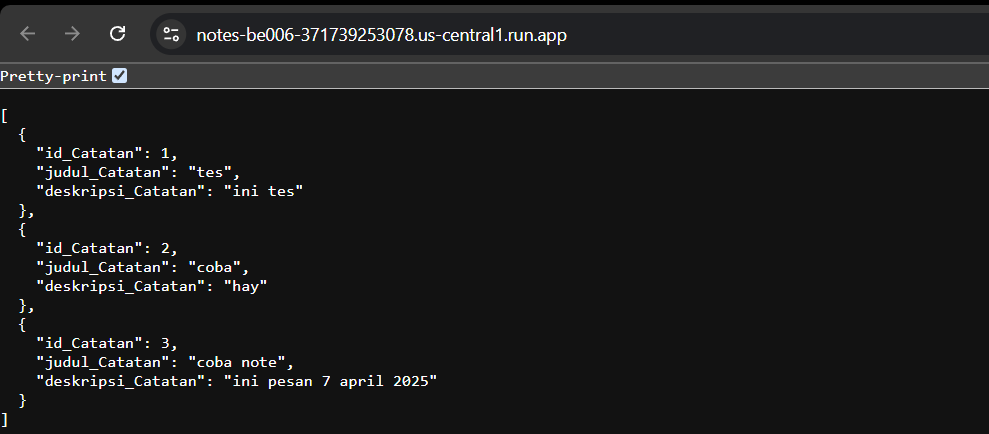 notes-be006-371739253078.us-central1.run.app
Pretty-print
[
  {
    "id_Catatan": 1,
    "judul_Catatan": "tes",
    "deskripsi_Catatan": "ini tes"
  },
  {
    "id_Catatan": 2,
    "judul_Catatan": "coba",
    "deskripsi_Catatan": "hay"
  },
  {
    "id_Catatan": 3,
    "judul_Catatan": "coba note",
    "deskripsi_Catatan": "ini pesan 7 april 2025"
  }
]